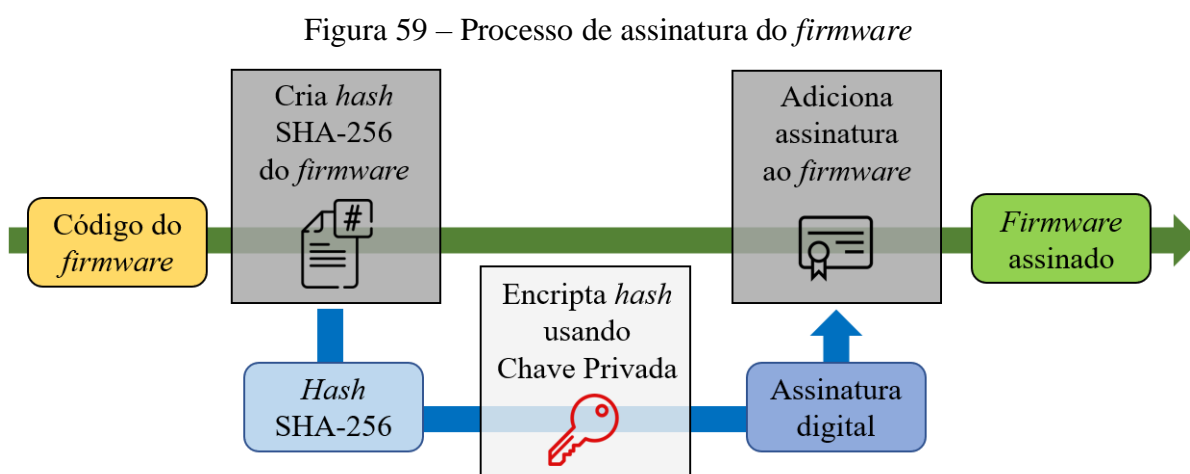 Figura 59 – Processo de assinatura do firmware
Cria hash
SHA-256
do firmware
#
Adiciona
assinatura
ao firmware
Código do
firmware
Firmware
assinado
Encripta hash
usando
Chave Privada
Hash
SHA-256
Assinatura
digital